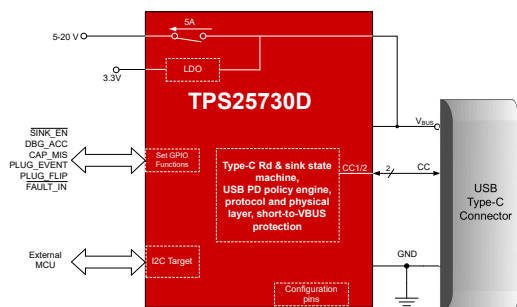 5A
5-20 V
LDO
3.3V
TPS25730D
VBUS
SINK_EN
DBG_ACC
CAP_MIS
PLUG_EVENT
PLUG_FLIP
FAULT_IN
Set GPIO
Functions
Type-C Rd & sink state
machine,
USB PD policy engine,
protocol and physical
layer, short-to-VBUS
protection
CC1/2
2
CC
USB
Type-C
Connector
External
MCU
I2C Target
GND
Configuration
pins